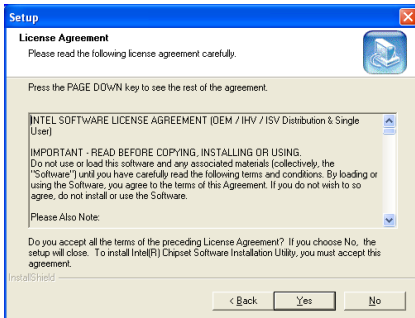 Setup
License Agreement
Please read the following license agreement carefully.
Press the PAGE DOWN key to see the rest of the agreement.
INTEL SOFTWARE LICENSE AGREEMENT (OEM / IHV / ISV Distribution & Single
User)
IMPORTANT - READ BEFORE COPYING, INSTALLING OR USING.
Do not use or load this software and any associated materials (collectively, the
"Software") until you have carefully read the following terms and conditions. By loading or
using the Software, you agree to the terms of this Agreement. If you do not wish to so
agree, do not install or use the Software.
Please Also Note:
Do you accept all the terms of the preceding License Agreement? If you choose No, the
setup will close. To install Intel(R) Chipset Software Installation Utility, you must accept this
agreement.
InstallShield
< Back Yes No